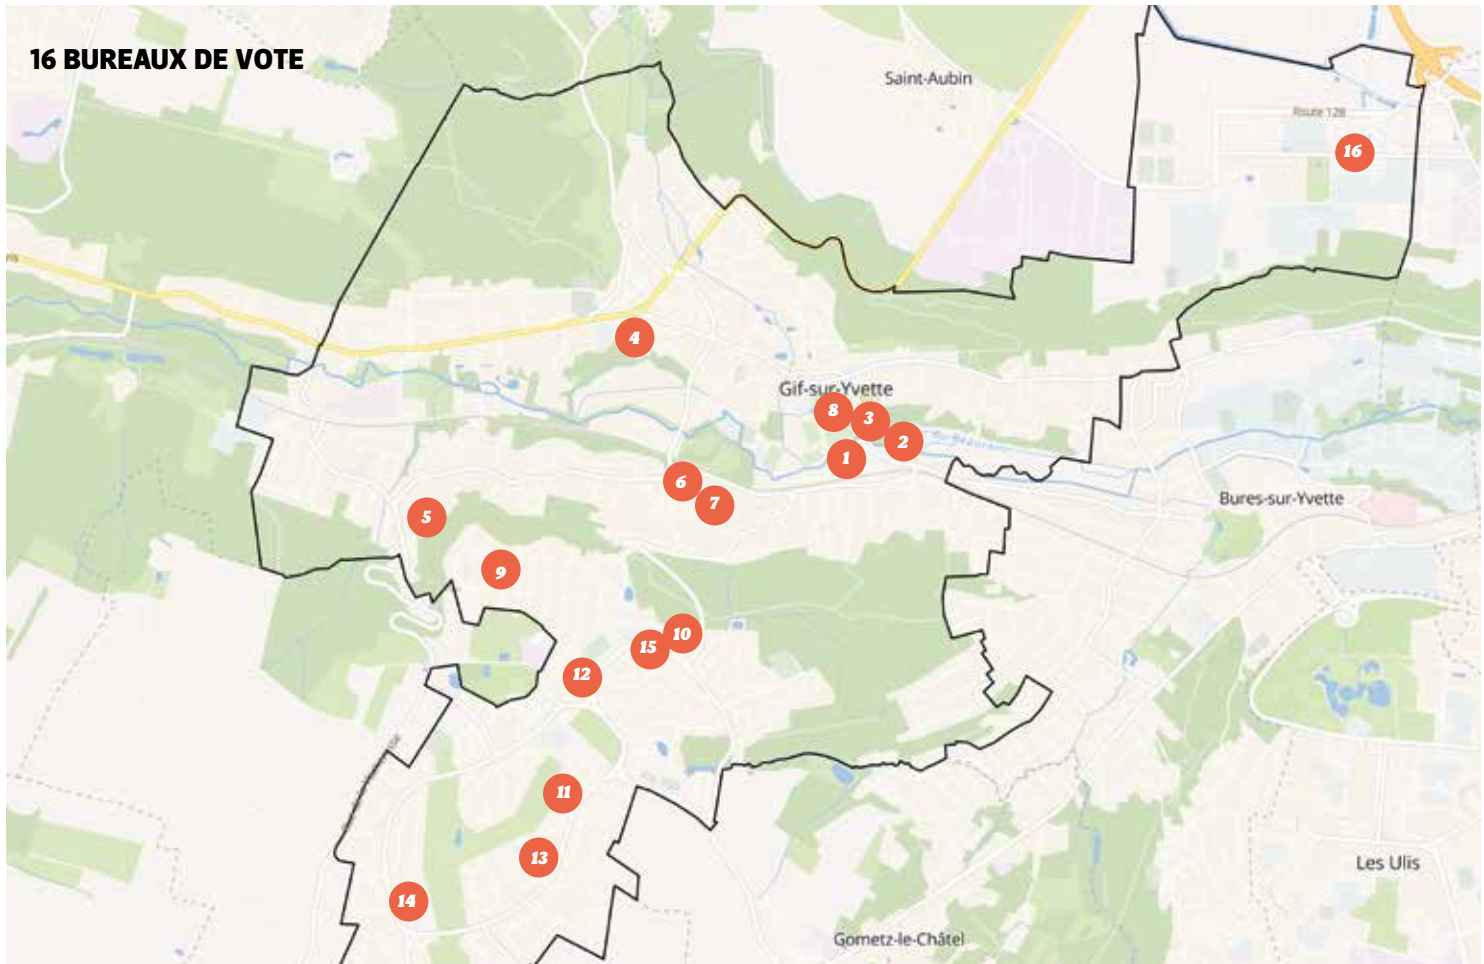 16 BUREAUX DE VOTE
Saint-Aubin
Route 128
16
4
Gif-sur-Yvette
8
3
2
1
6
7
Bures-sur-Yvette
5
9
10
15
12
11
13
Les Ulis
14
Gometz-le-Châtel